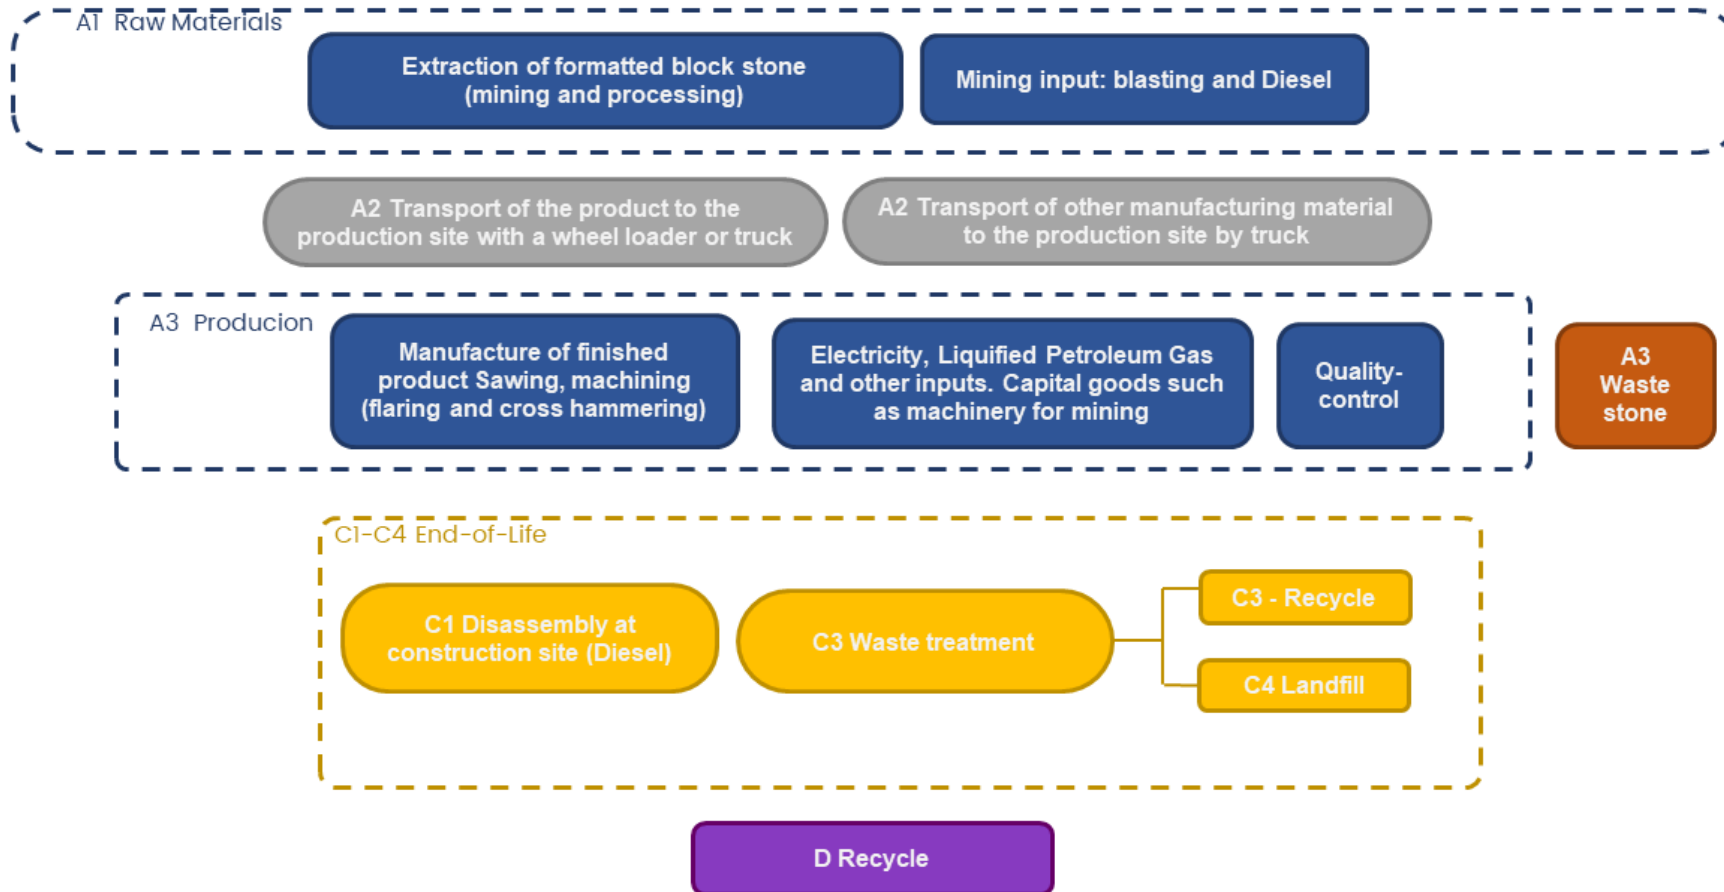 A1 Raw Materials
Extraction of formatted block stone
(mining and processing)
Mining input: blasting and Diesel
A2 Transport of the product to the
production site with a wheel loader or truck
A2 Transport of other manufacturing material
to the production site by truck
A3 Producion
Manufacture of finished
product Sawing, machining
(flaring and cross hammering)
Electricity, Liquified Petroleum Gas
and other inputs. Capital goods such
as machinery for mining
Quality-
control
A3
Waste
stone
C1-C4 End-of-Life
C1 Disassembly at
construction site (Diesel)
C3 Waste treatment
C3 - Recycle
C4 Landfill
D Recycle